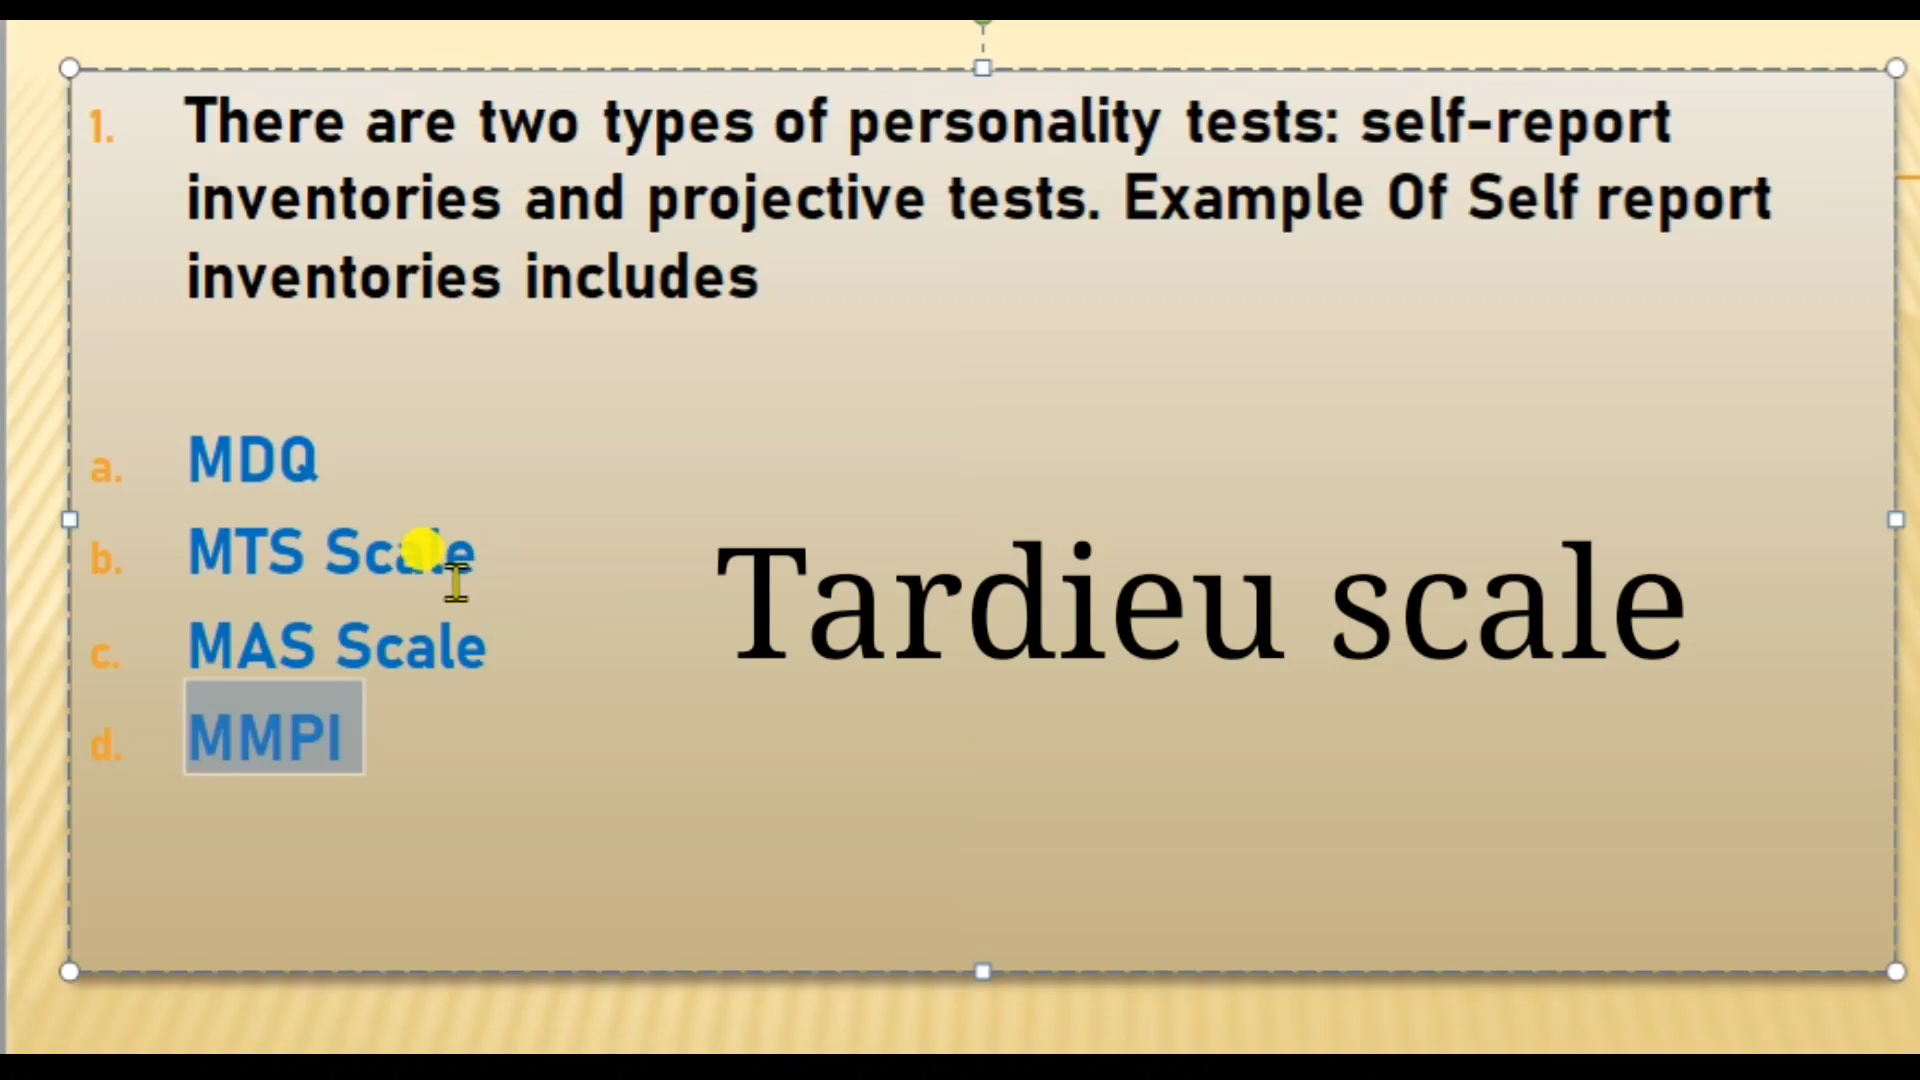 1. There are two types of personality tests: self-report
inventories and projective tests. Example Of Self report
inventories includes
a. MDQ
b. MTS Scale
c. MAS Scale
d. MMPI
Tardieu scale